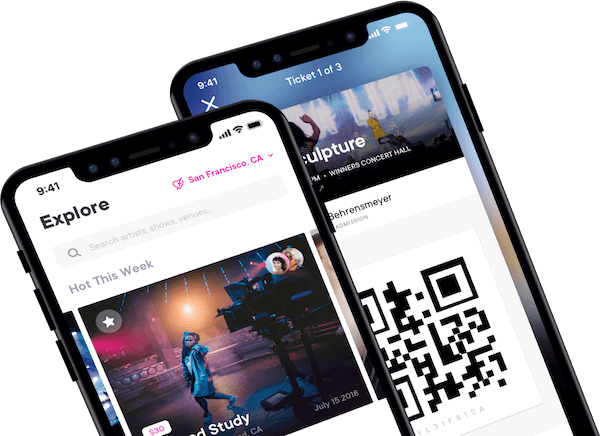 9:41
Explore
San Francisco, CA
Search artists, shows, venues...
Hot This Week
$30
Study
July 15 2018
CA
9:41
Ticket 1 of 3
PM • WINNERS CONCERT HALL
Behrensmeyer
ADMISSION